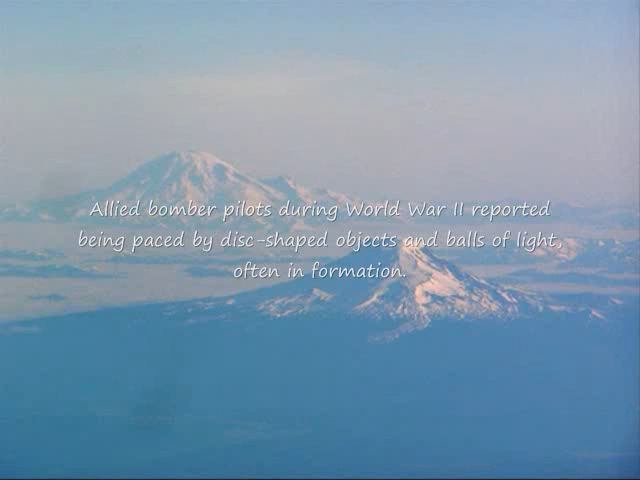 Allied bomber pilots during World War II reported
being paced by disc-shaped objects and balls of light,
often in formation.